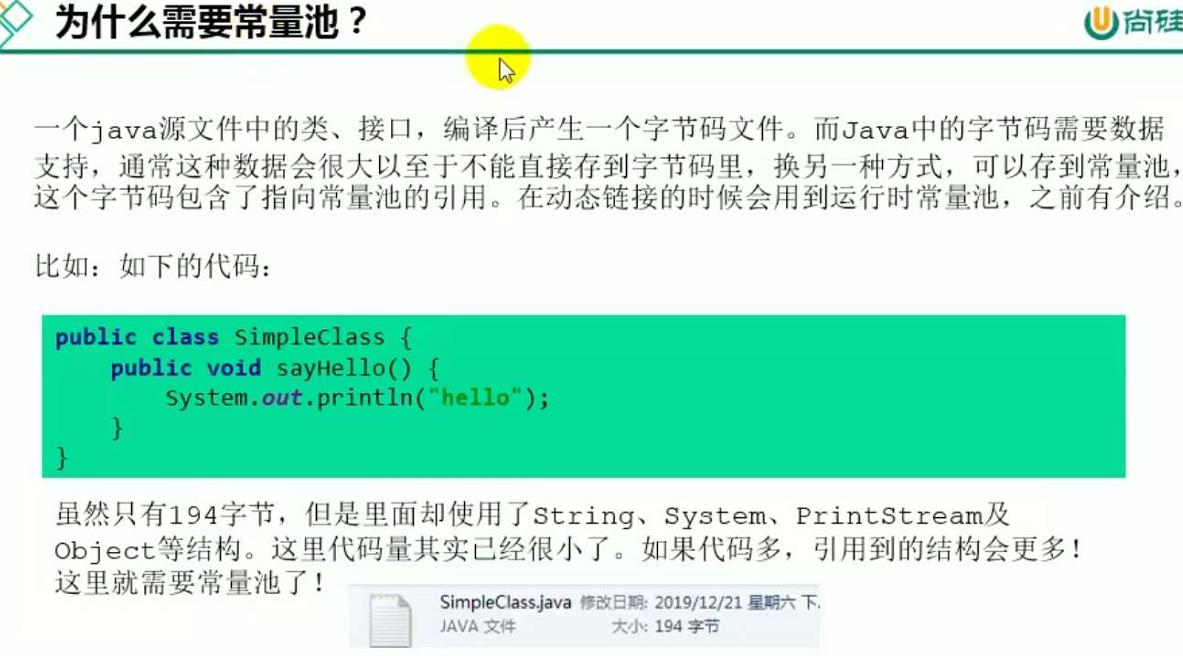 为什么需要常量池？
尚硅
一个java源文件中的类、接口，编译后产生一个字节码文件。而Java中的字节码需要数据
支持，通常这种数据会很大以至于不能直接存到字节码里，换另一种方式，可以存到常量池，
这个字节码包含了指向常量池的引用。在动态链接的时候会用到运行时常量池，之前有介绍。
比如：如下的代码：
public class SimpleClass {
    public void sayHello() {
        System.out.println("hello");
    }
}
虽然只有194字节，但是里面却使用了String、System、PrintStream及
Object等结构。这里代码量其实已经很小了。如果代码多，引用到的结构会更多！
这里就需要常量池了！
SimpleClass.java 修改日期: 2019/12/21 星期六 下.
JAVA 文件 大小: 194 字节